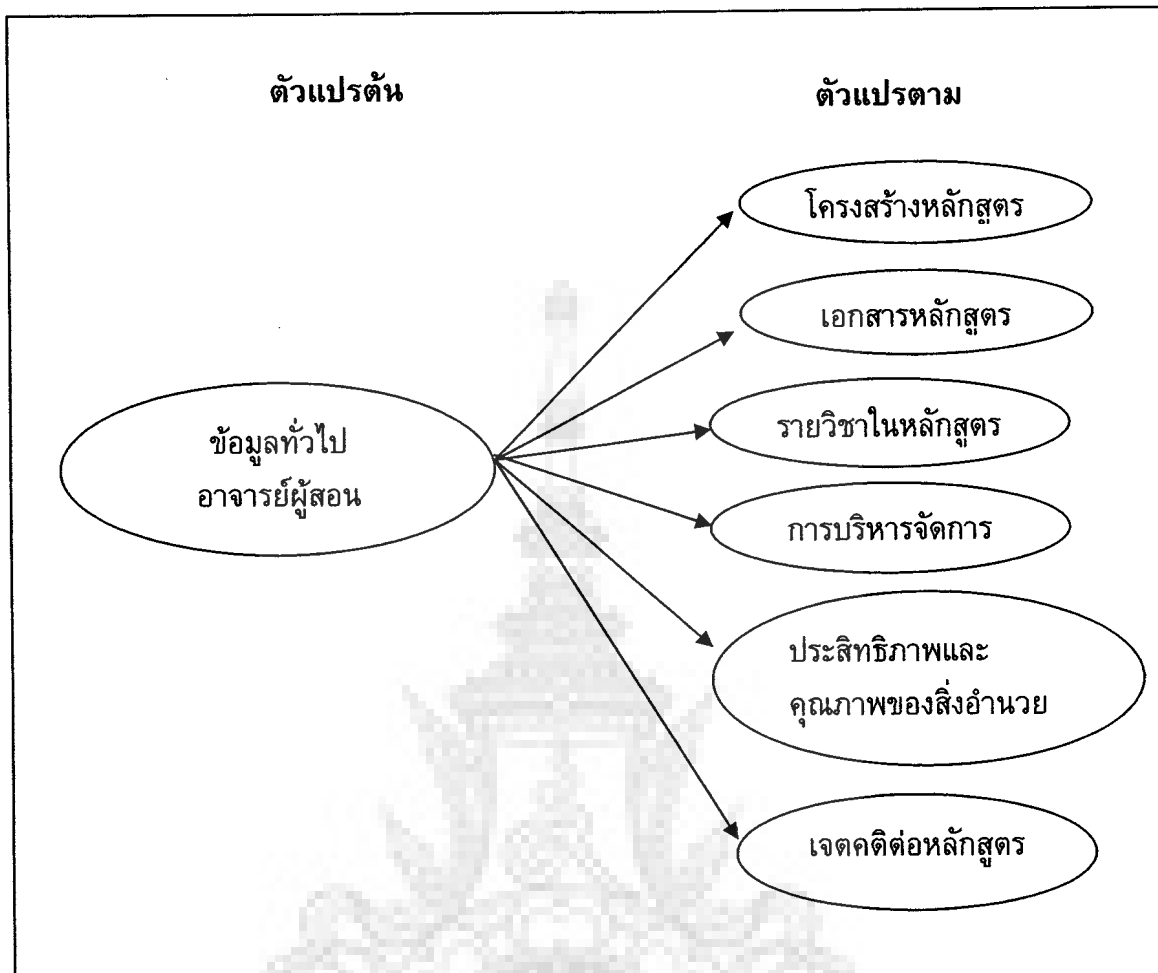 ตัวแปรต้น
ตัวแปรตาม
ข้อมูลทั่วไป
อาจารย์ผู้สอน
โครงสร้างหลักสูตร
เอกสารหลักสูตร
รายวิชาในหลักสูตร
การบริหารจัดการ
ประสิทธิภาพและ
คุณภาพของสิ่งอำนวย
เจตคติต่อหลักสูตร